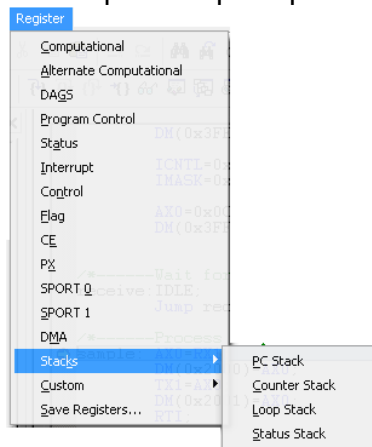 Register
Computational
Alternate Computational
DAGS
Program Control
Status
Interrupt
Control
Flag
CE
PX
SPORT 0
SPORT 1
DMA
Stacks
Custom
Save Registers...
PC Stack
Counter Stack
Loop Stack
Status Stack